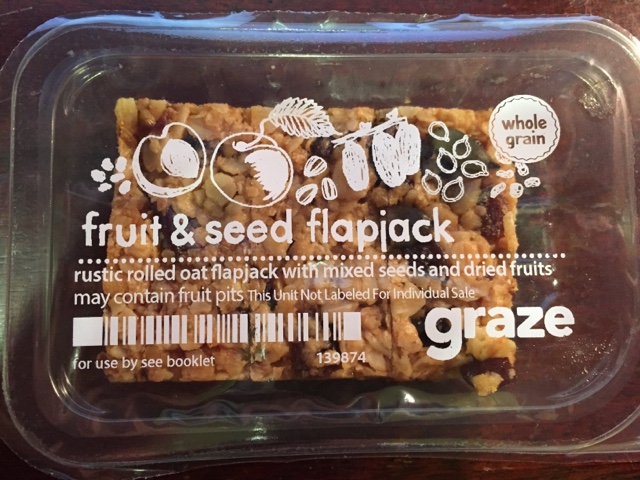 whole
grain
fruit & seed flapjack
rustic rolled oat flapjack with mixed seeds and dried fruits
may contain fruit pits This Unit Not Labeled For Individual Sale
graze
for use by see booklet 139874